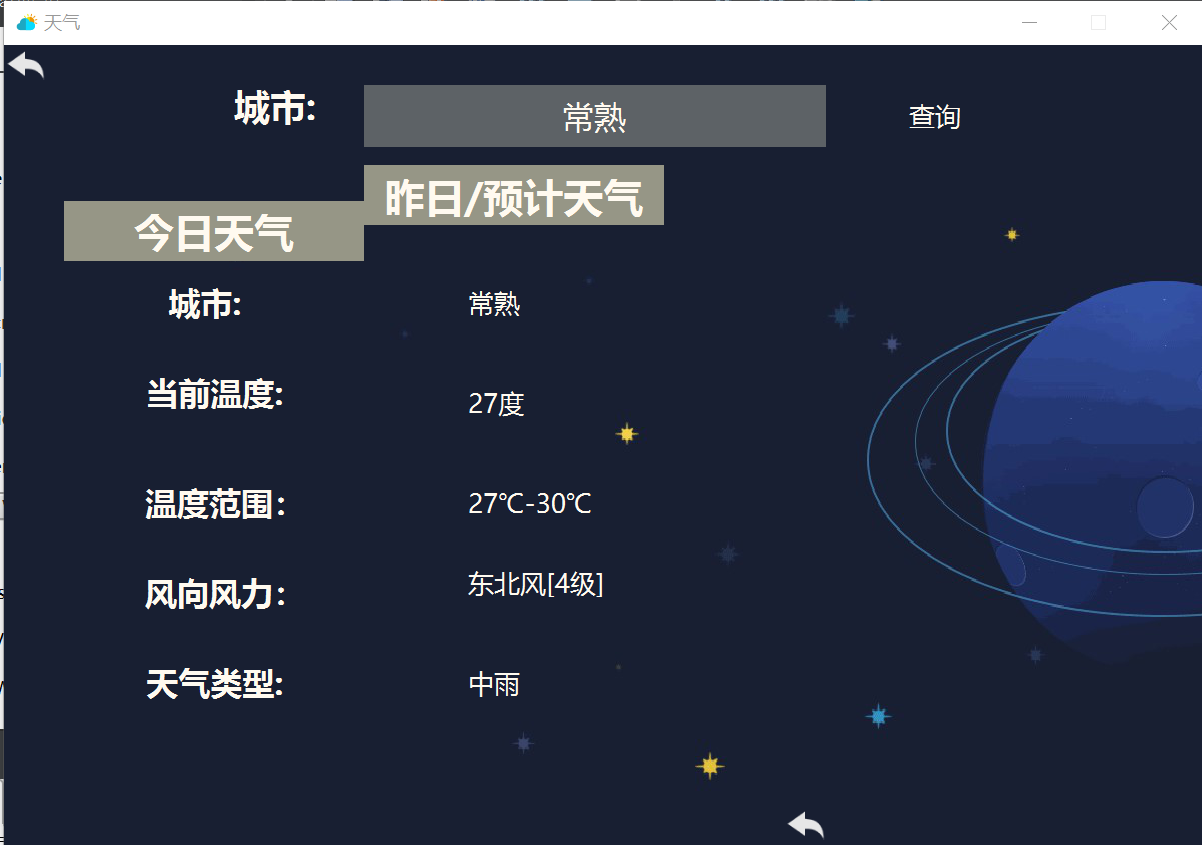 天气
城市:
常熟
查询
昨日/预计天气
今日天气
城市:
常熟
当前温度:
27度
温度范围：
27℃-30℃
风向风力：
东北风[4级]
天气类型:
中雨